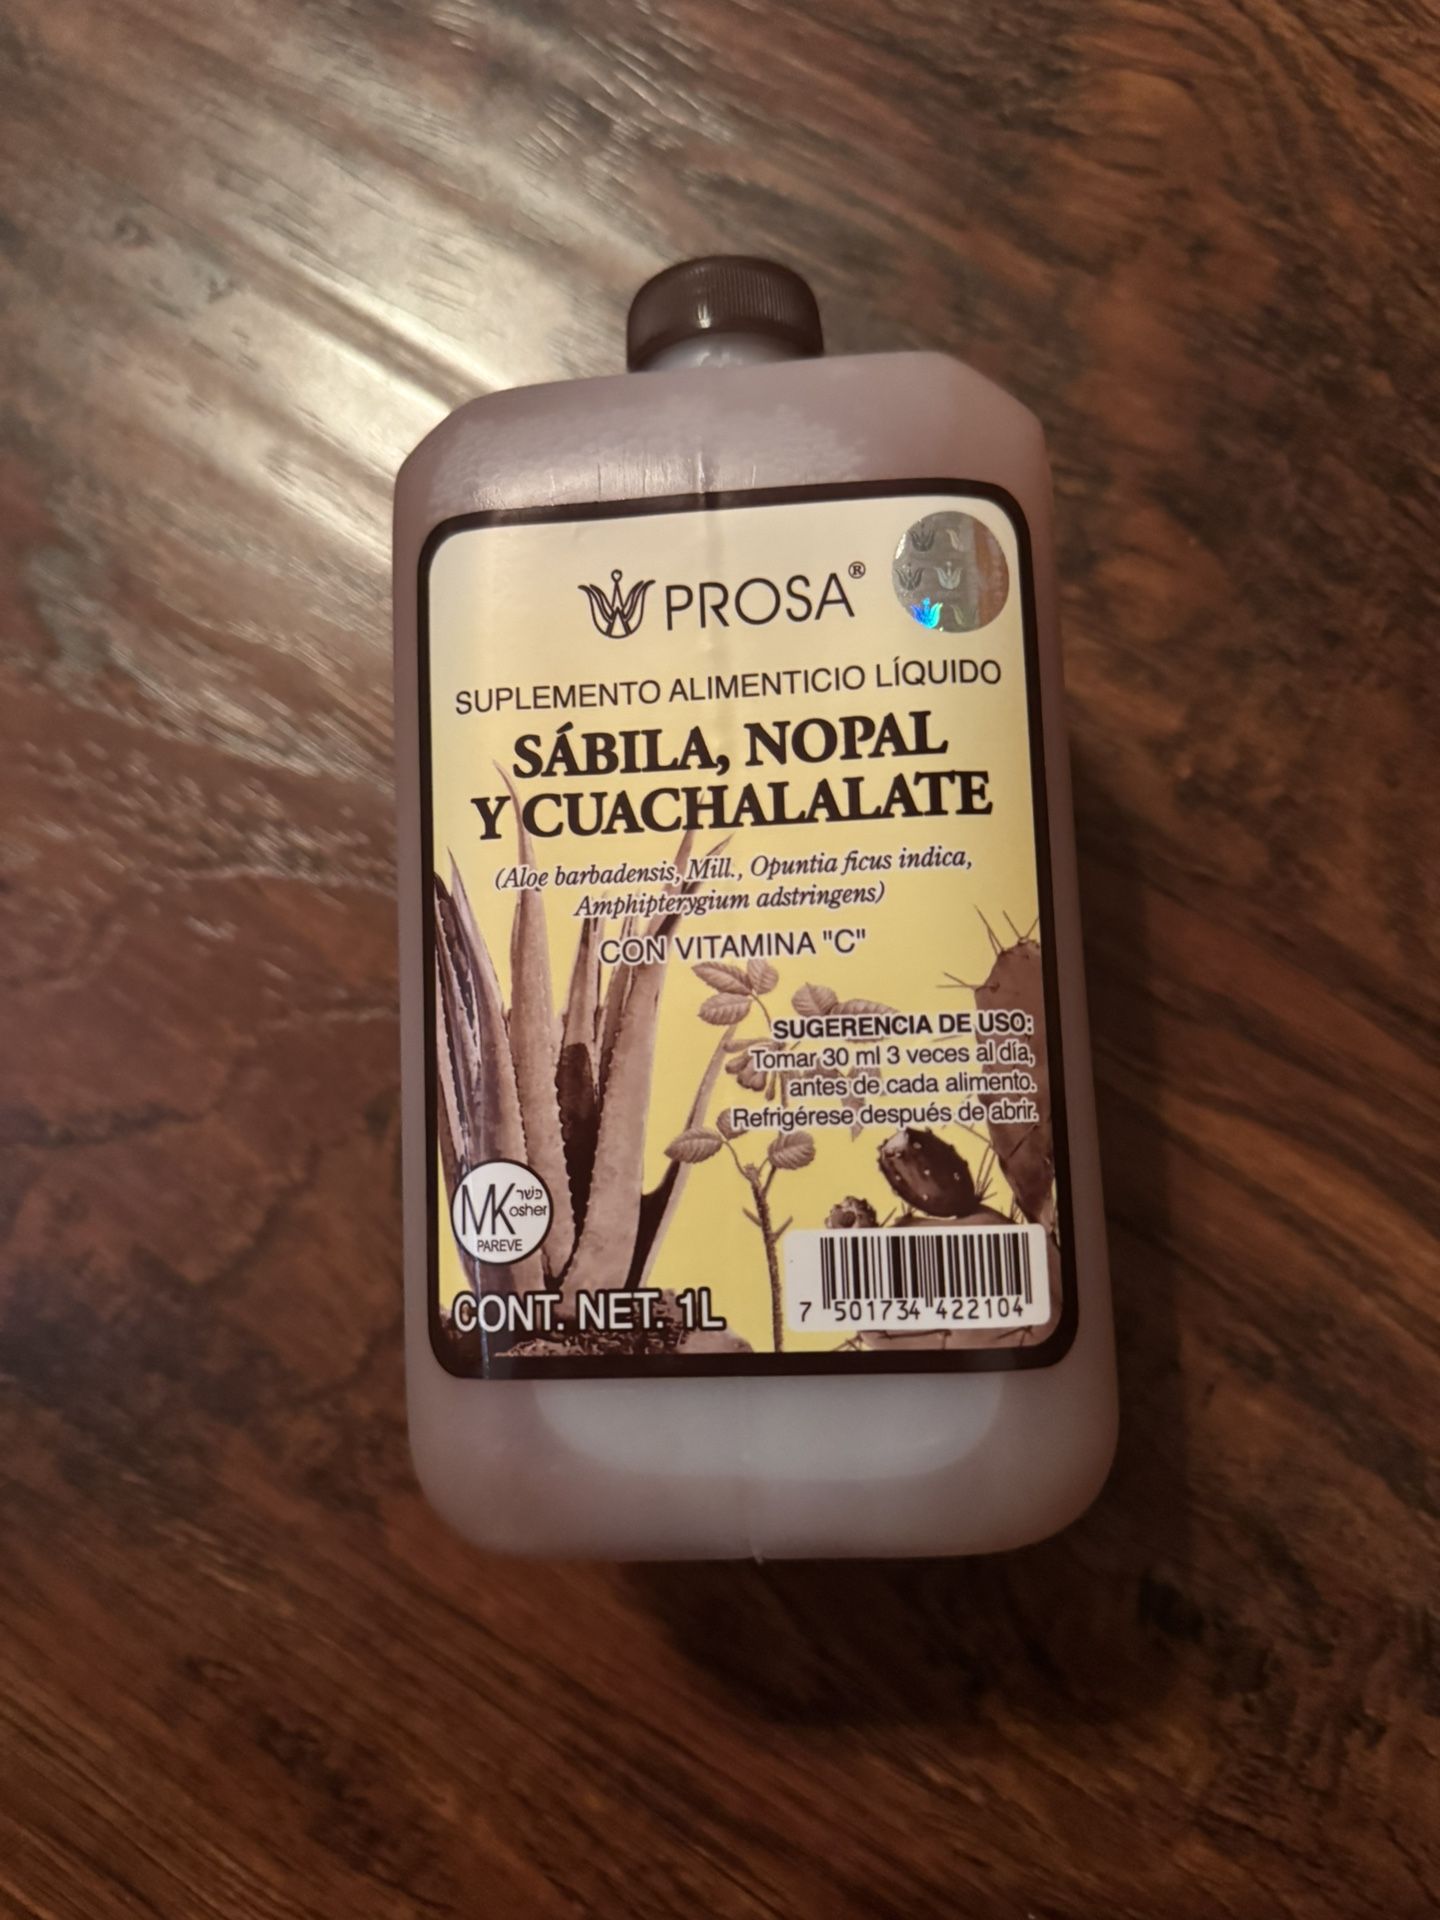 PROSA®
SUPLEMENTO ALIMENTICIO LÍQUIDO
SÁBILA, NOPAL
Y CUACHALALATE
(Aloe barbadensis, Mill., Opuntia ficus indica,
Amphipterygium adstringens)
CON VITAMINA "C"
SUGERENCIA DE USO:
Tomar 30 ml 3 veces al día,
antes de cada alimento.
Refrigérese después de abrir.
MKosher כשר
PAREVE
CONT. NET. 1L
7 501734 422104